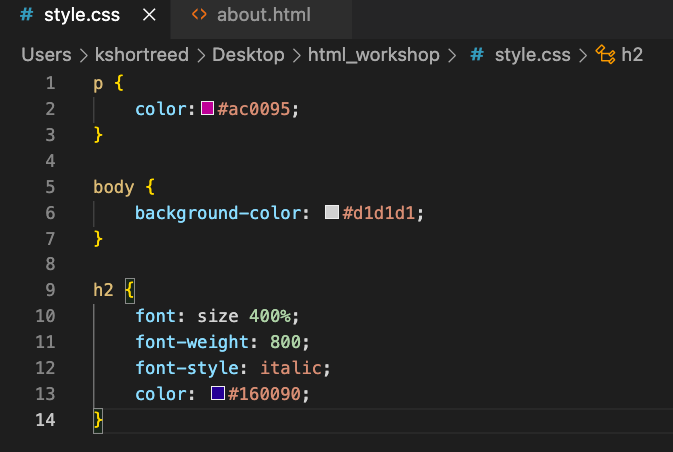 # style.css × <> about.html
Users > kshortreed > Desktop > html_workshop > # style.css > h2
1 p {
2 color: #ac0095;
3 }
4
5 body {
6 background-color: #d1d1d1;
7 }
8
9 h2 {
10 font: size 400%;
11 font-weight: 800;
12 font-style: italic;
13 color: #160090;
14 }